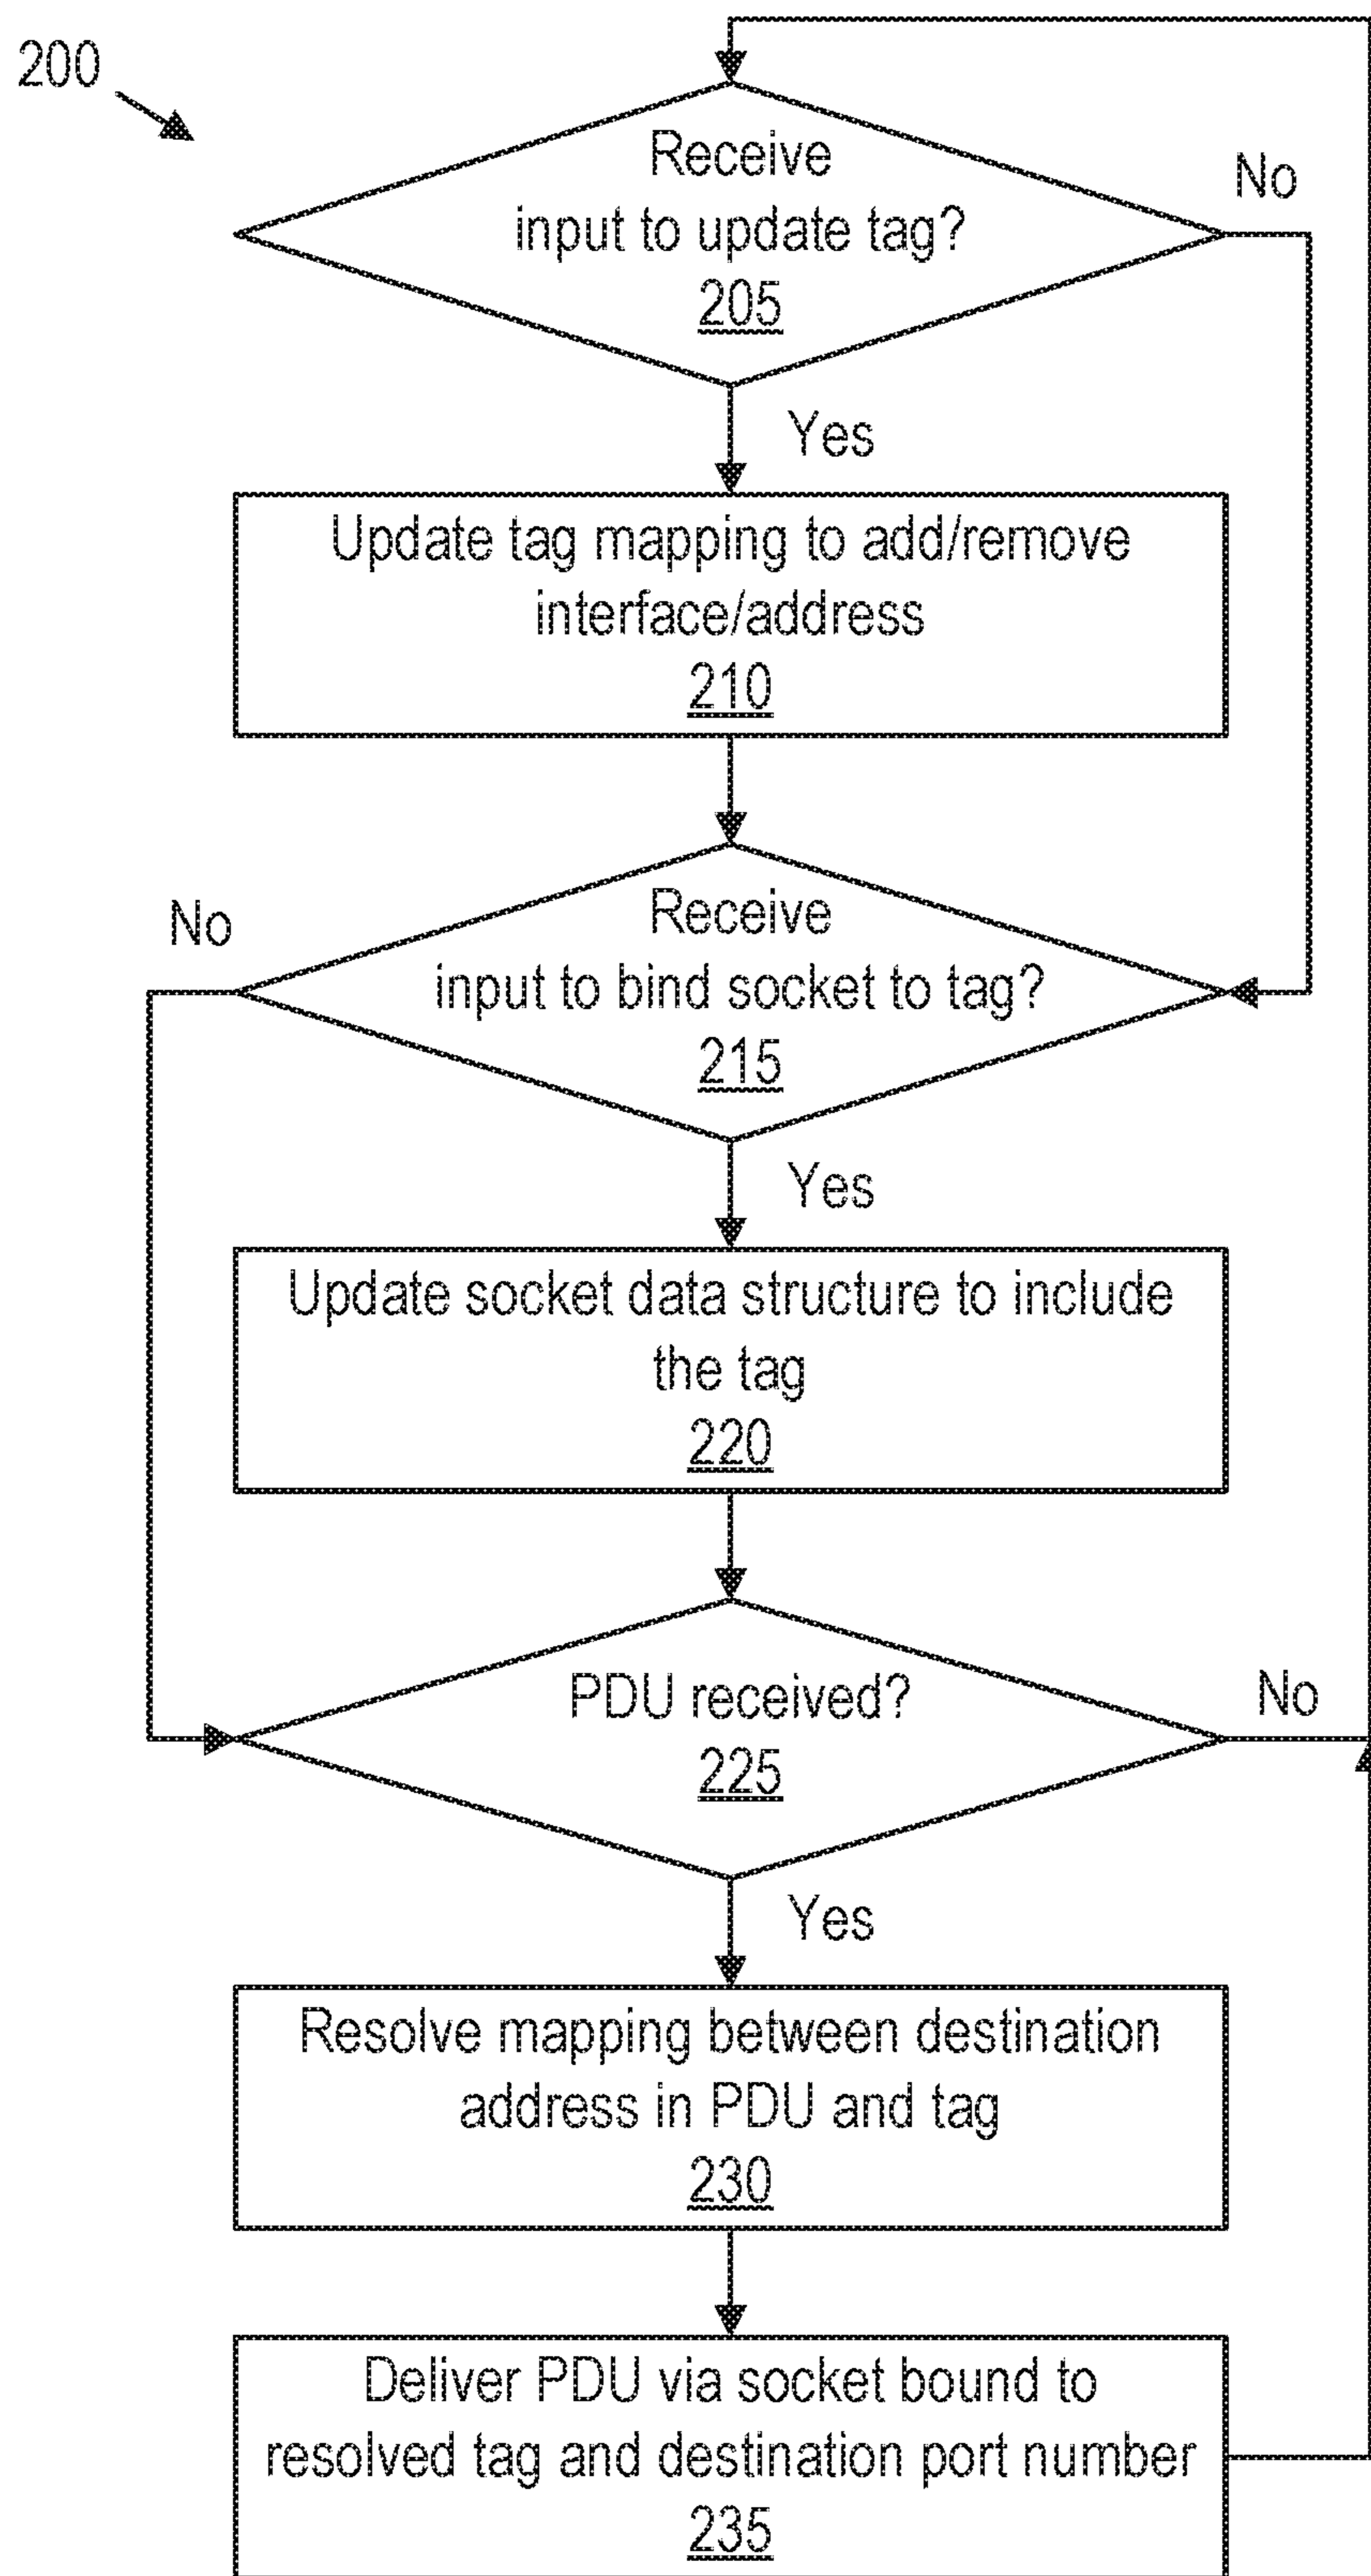 200
Receive
input to update tag?
205
No
Yes
Update tag mapping to add/remove
interface/address
210
No
Receive
input to bind socket to tag?
215
Yes
Update socket data structure to include
the tag
220
PDU received?
225
No
Yes
Resolve mapping between destination
address in PDU and tag
230
Deliver PDU via socket bound to
resolved tag and destination port number
235